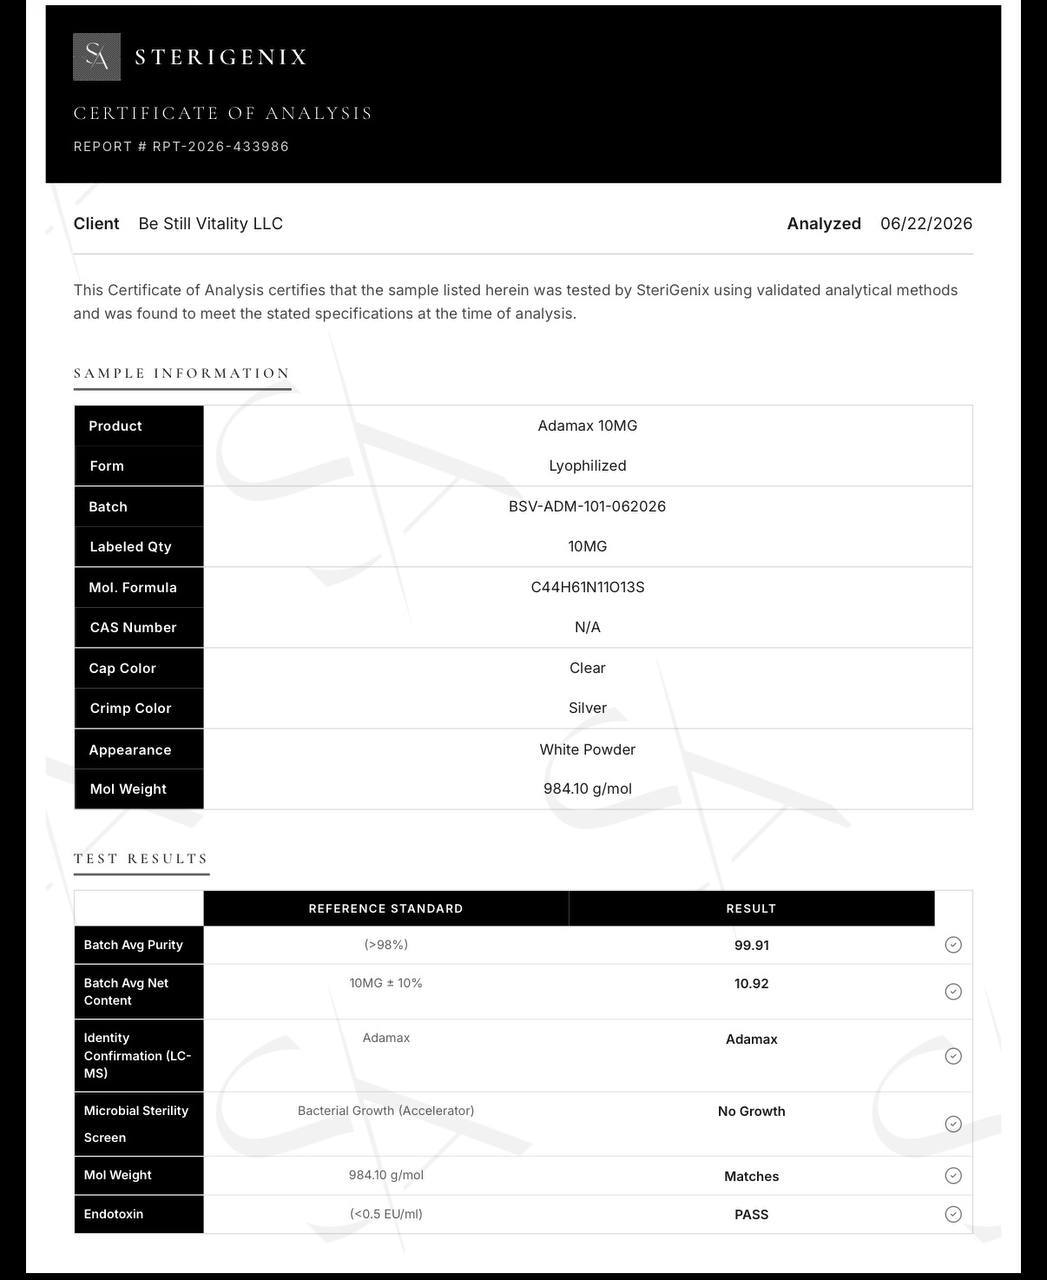 SA STERIGENIX
CERTIFICATE OF ANALYSIS
REPORT # RPT-2026-433986
Client Be Still Vitality LLC Analyzed 06/22/2026
This Certificate of Analysis certifies that the sample listed herein was tested by SteriGenix using validated analytical methods
and was found to meet the stated specifications at the time of analysis.
SAMPLE INFORMATION
Product Adamax 10MG
Form Lyophilized
Batch BSV-ADM-101-062026
Labeled Qty 10MG
Mol. Formula C44H61N11O13S
CAS Number N/A
Cap Color Clear
Crimp Color Silver
Appearance White Powder
Mol Weight 984.10 g/mol
TEST RESULTS
REFERENCE STANDARD RESULT
Batch Avg Purity (>98%) 99.91
Batch Avg Net
Content 10MG ± 10% 10.92
Identity
Confirmation (LC-
MS) Adamax Adamax
Microbial Sterility
Screen Bacterial Growth (Accelerator) No Growth
Mol Weight 984.10 g/mol Matches
Endotoxin (<0.5 EU/ml) PASS